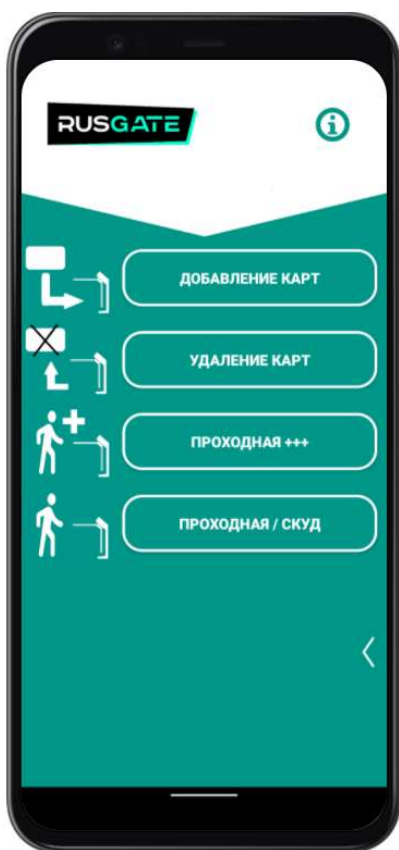 RUSGATE
ДОБАВЛЕНИЕ КАРТ
УДАЛЕНИЕ КАРТ
ПРОХОДНАЯ +++
ПРОХОДНАЯ / СКУД